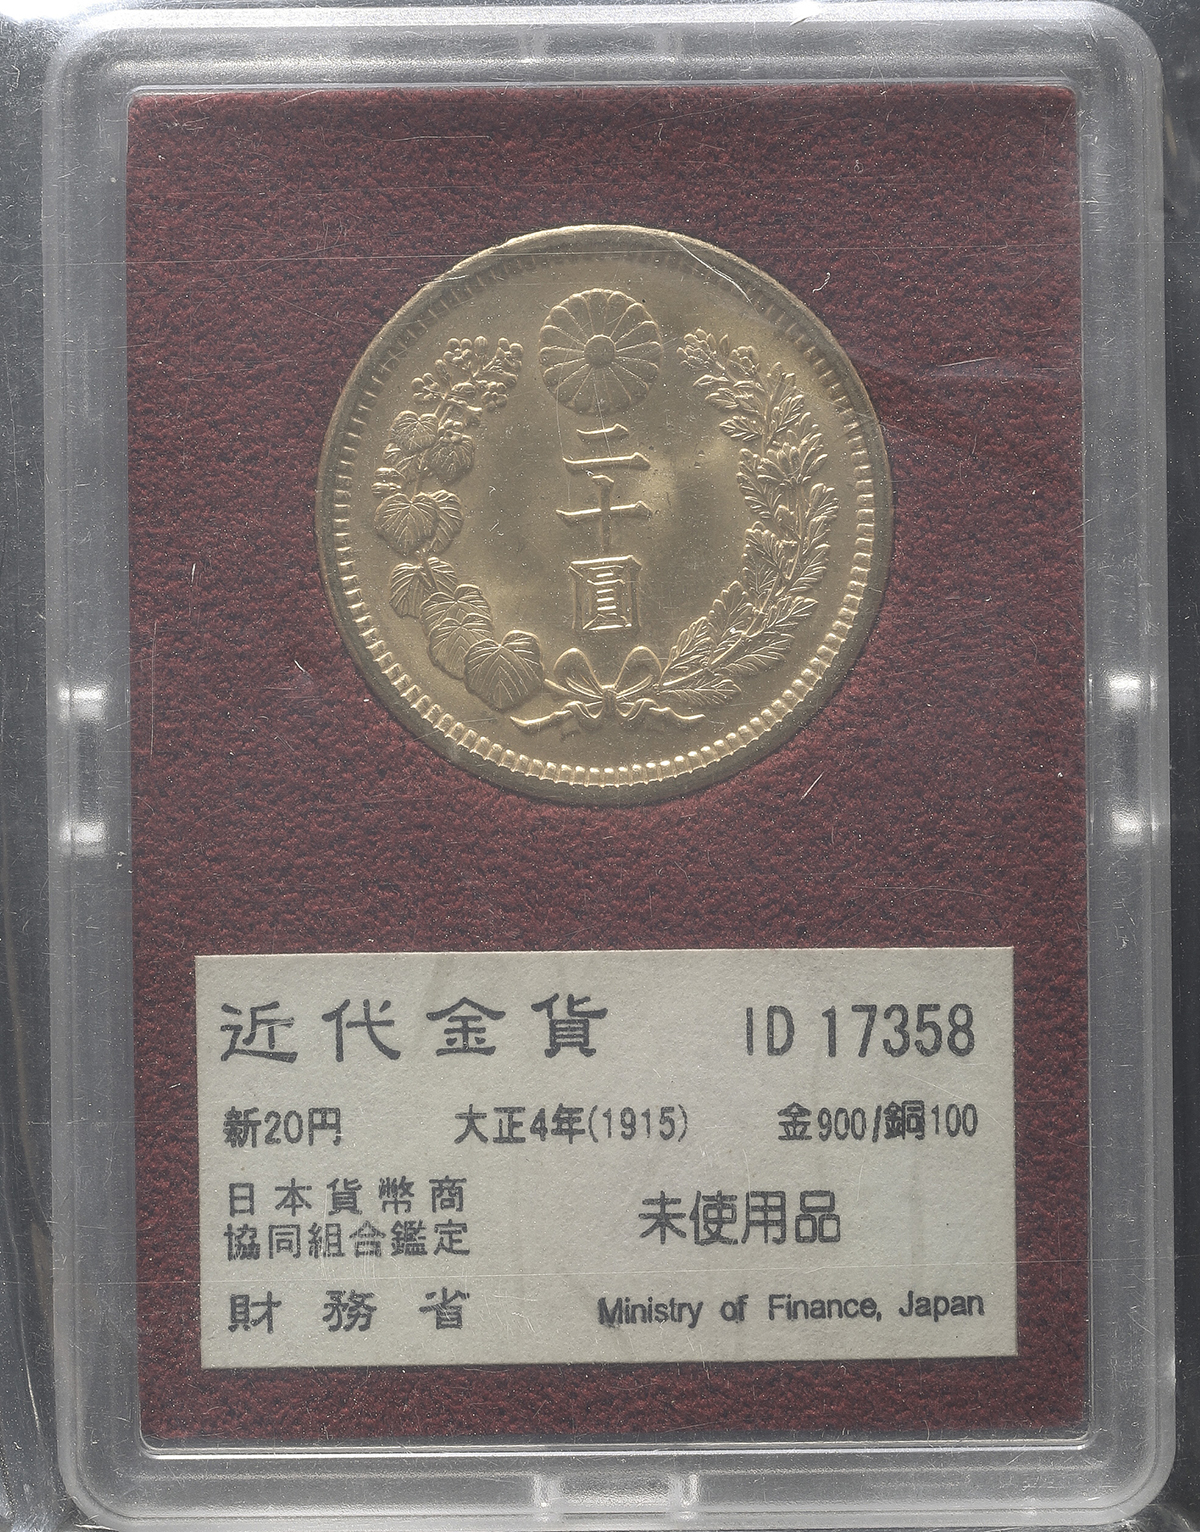 二十圓
近代金貨 ID 17358
新20円 大正4年(1915) 金900/銅100
日本貨幣商
協同組合鑑定
未使用品
財務省 Ministry of Finance, Japan